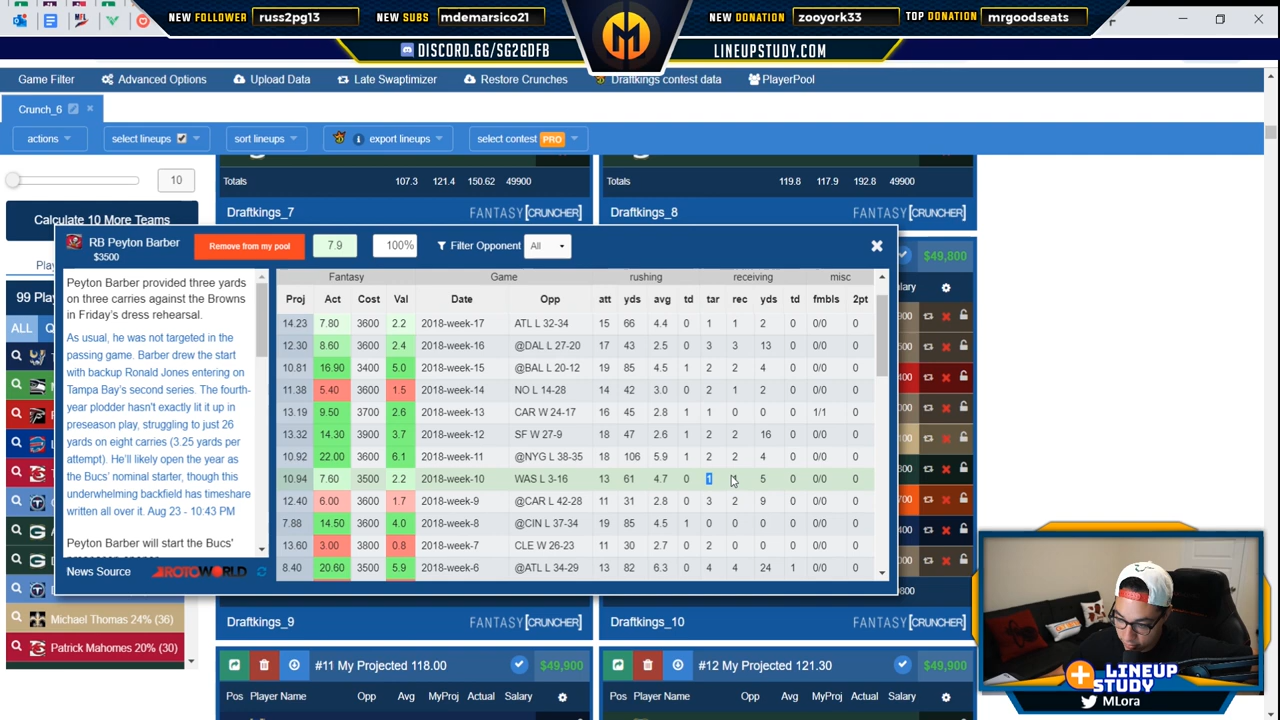 NEW FOLLOWER russ2pg13 NEW SUBS mdemarsico21 M NEW DONATION zooyork33 TOP DONATION mrgoodseats
DISCORD.GG/SG2GDFB LINEUPSTUDY.COM
Game Filter Advanced Options Upload Data Late Swaptimizer Restore Crunches Draftkings contest data PlayerPool
Crunch_6
actions select lineups sort lineups export lineups select contest PRO
10
Calculate 10 More Teams
Totals 107.3 121.4 150.62 49900 Totals 119.8 117.9 192.8 49900
Draftkings_7 FANTASY CRUNCHER Draftkings_8 FANTASY CRUNCHER
RB Peyton Barber
$3500
Remove from my pool 7.9 100% Filter Opponent All
$49,800
99 Play
ALL
Peyton Barber provided three yards
on three carries against the Browns
in Friday's dress rehearsal.
As usual, he was not targeted in the
passing game. Barber drew the start
with backup Ronald Jones entering on
Tampa Bay's second series. The fourth-
year plodder hasn't exactly lit it up in
preseason play, struggling to just 26
yards on eight carries (3.25 yards per
attempt). He'll likely open the year as
the Bucs' nominal starter, though this
underwhelming backfield has timeshare
written all over it. Aug 23 - 10:43 PM
Peyton Barber will start the Bucs'
News Source ROTOWORLD
Fantasy Game rushing receiving misc
Proj Act Cost Val Date Opp att yds avg td tar rec yds td fmbls 2pt
14.23 7.80 3600 2.2 2018-week-17 ATL L 32-34 15 66 4.4 0 1 1 2 0 0/0 0
12.30 8.60 3600 2.4 2018-week-16 @DAL L 27-20 17 43 2.5 0 3 3 13 0 0/0 0
10.81 16.90 3400 5.0 2018-week-15 @BAL L 20-12 19 85 4.5 1 2 2 4 0 0/0 0
11.38 5.40 3600 1.5 2018-week-14 NO L 14-28 14 42 3.0 0 2 1 2 0 0/0 0
13.19 9.50 3700 2.6 2018-week-13 CAR W 24-17 16 45 2.8 1 1 0 0 0 1/1 0
13.32 14.30 3900 3.7 2018-week-12 SF W 27-9 18 47 2.6 1 2 2 16 0 0/0 0
10.92 22.00 3600 6.1 2018-week-11 @NYG L 38-35 18 106 5.9 1 2 2 4 0 0/0 0
10.94 7.60 3500 2.2 2018-week-10 WAS L 3-16 13 61 4.7 0 1 5 0 0/0 0
12.40 6.00 3600 1.7 2018-week-9 @CAR L 42-28 11 31 2.8 0 3 2 9 0 0/0 0
7.88 14.50 3600 4.0 2018-week-8 @CIN L 37-34 19 85 4.5 1 0 0 0 0 0/0 0
13.60 3.00 3800 0.8 2018-week-7 CLE W 26-23 11 30 2.7 0 2 0 0 0 0/0 0
8.40 20.60 3500 5.9 2018-week-6 @ATL L 34-29 13 82 6.3 0 4 4 24 1 0/0 0
Michael Thomas 24% (36)
Patrick Mahomes 20% (30)
Draftkings_9 FANTASY CRUNCHER Draftkings_10 FANTASY CRUNCHER
#11 My Projected 118.00 $49,900 #12 My Projected 121.30 $49,900
Pos Player Name Opp Avg MyProj Actual Salary Pos Player Name Opp Avg MyProj Actual Salary
LINEUP
STUDY
MLora